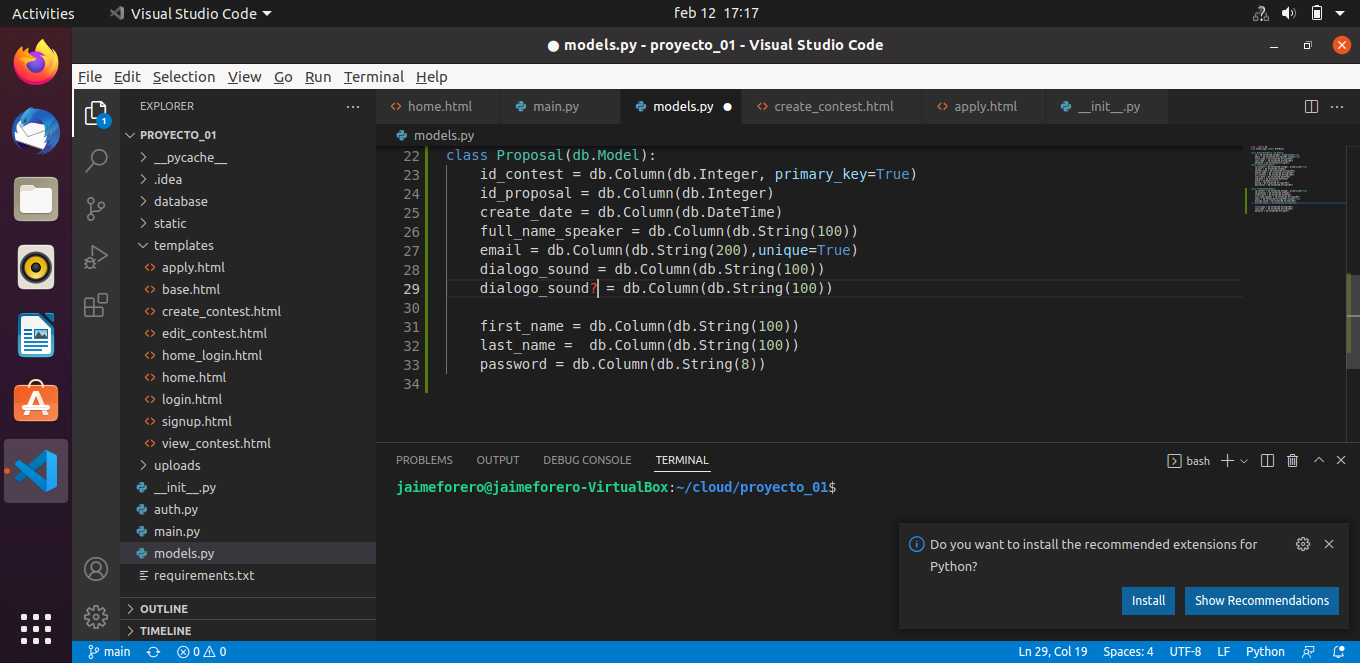 Activities
Visual Studio Code
feb 12 17:17
● models.py - proyecto_01 - Visual Studio Code
File Edit Selection View Go Run Terminal Help
1
EXPLORER
PROYECTO_01
__pycache__
.idea
database
static
templates
apply.html
base.html
create_contest.html
edit_contest.html
home_login.html
home.html
login.html
signup.html
view_contest.html
uploads
__init__.py
auth.py
main.py
models.py
requirements.txt
OUTLINE
TIMELINE
home.html
main.py
models.py
create_contest.html
apply.html
__init__.py
models.py
22 class Proposal(db.Model):
23 id_contest = db.Column(db.Integer, primary_key=True)
24 id_proposal = db.Column(db.Integer)
25 create_date = db.Column(db.DateTime)
26 full_name_speaker = db.Column(db.String(100))
27 email = db.Column(db.String(200),unique=True)
28 dialogo_sound = db.Column(db.String(100))
29 dialogo_sound? = db.Column(db.String(100))
30
31 first_name = db.Column(db.String(100))
32 last_name =  db.Column(db.String(100))
33 password = db.Column(db.String(8))
34
PROBLEMS OUTPUT DEBUG CONSOLE TERMINAL
bash
jaimeforero@jaimeforero-VirtualBox:~/cloud/proyecto_01$
Do you want to install the recommended extensions for
Python?
Install
Show Recommendations
main
0 0
Ln 29, Col 19 Spaces: 4 UTF-8 LF Python